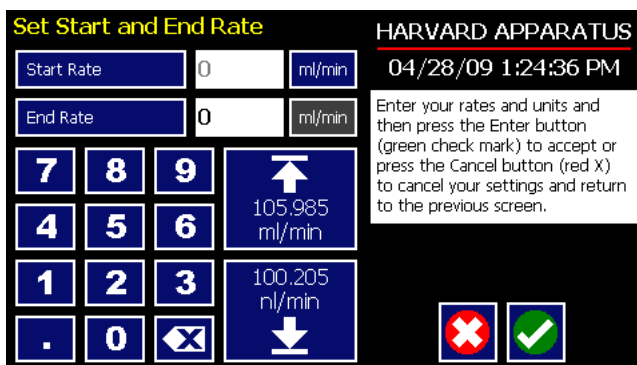 Set Start and End Rate
HARVARD APPARATUS
04/28/09 1:24:36 PM
Start Rate 0 ml/min
End Rate 0 ml/min
Enter your rates and units and
then press the Enter button
(green check mark) to accept or
press the Cancel button (red X)
to cancel your settings and return
to the previous screen.
7 8 9
105.985
ml/min
4 5 6
1 2 3
100.205
nl/min
. 0